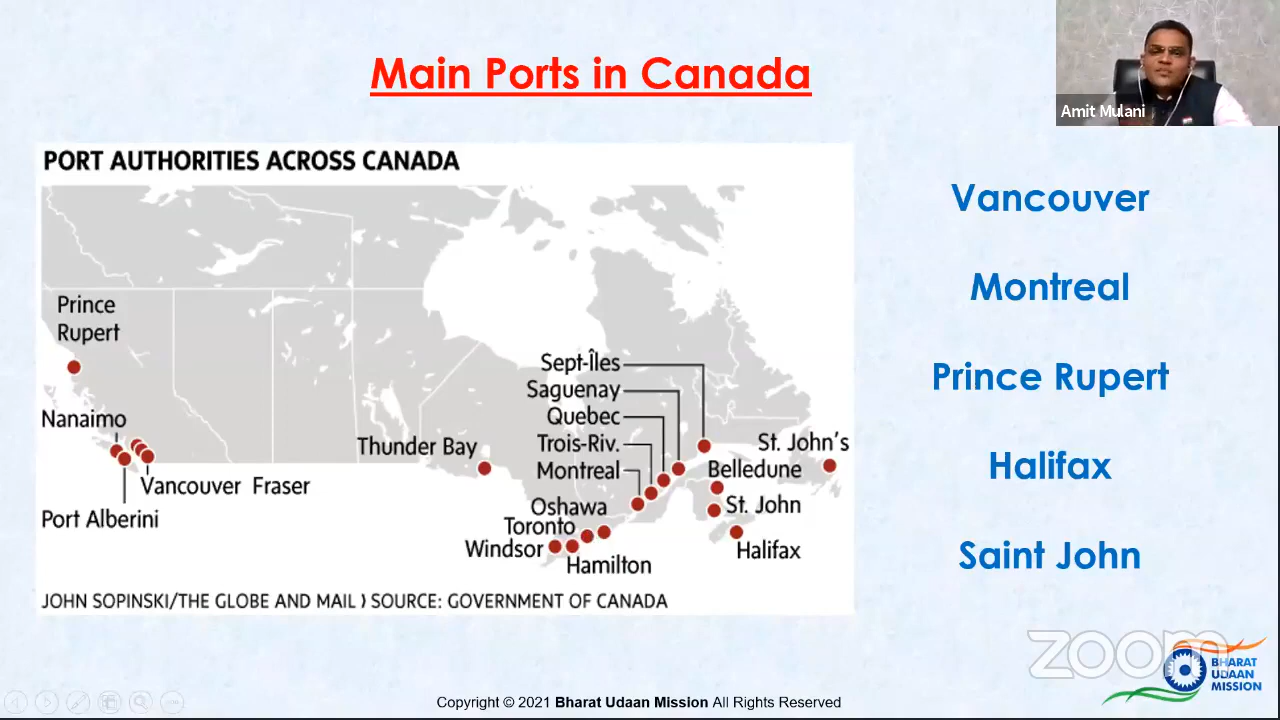 Main Ports in Canada
Amit Mulani
PORT AUTHORITIES ACROSS CANADA
Prince
Rupert
Nanaimo
Vancouver Fraser
Port Alberini
Thunder Bay
Sept-Îles
Saguenay
Quebec
Trois-Riv.
Montreal
Oshawa
Toronto
Windsor
Hamilton
St. John's
Belledune
St. John
Halifax
JOHN SOPINSKI/THE GLOBE AND MAIL ) SOURCE: GOVERNMENT OF CANADA
Vancouver
Montreal
Prince Rupert
Halifax
Saint John
zoom
BHARAT
UDAAN
MISSION
Copyright © 2021 Bharat Udaan Mission All Rights Reserved